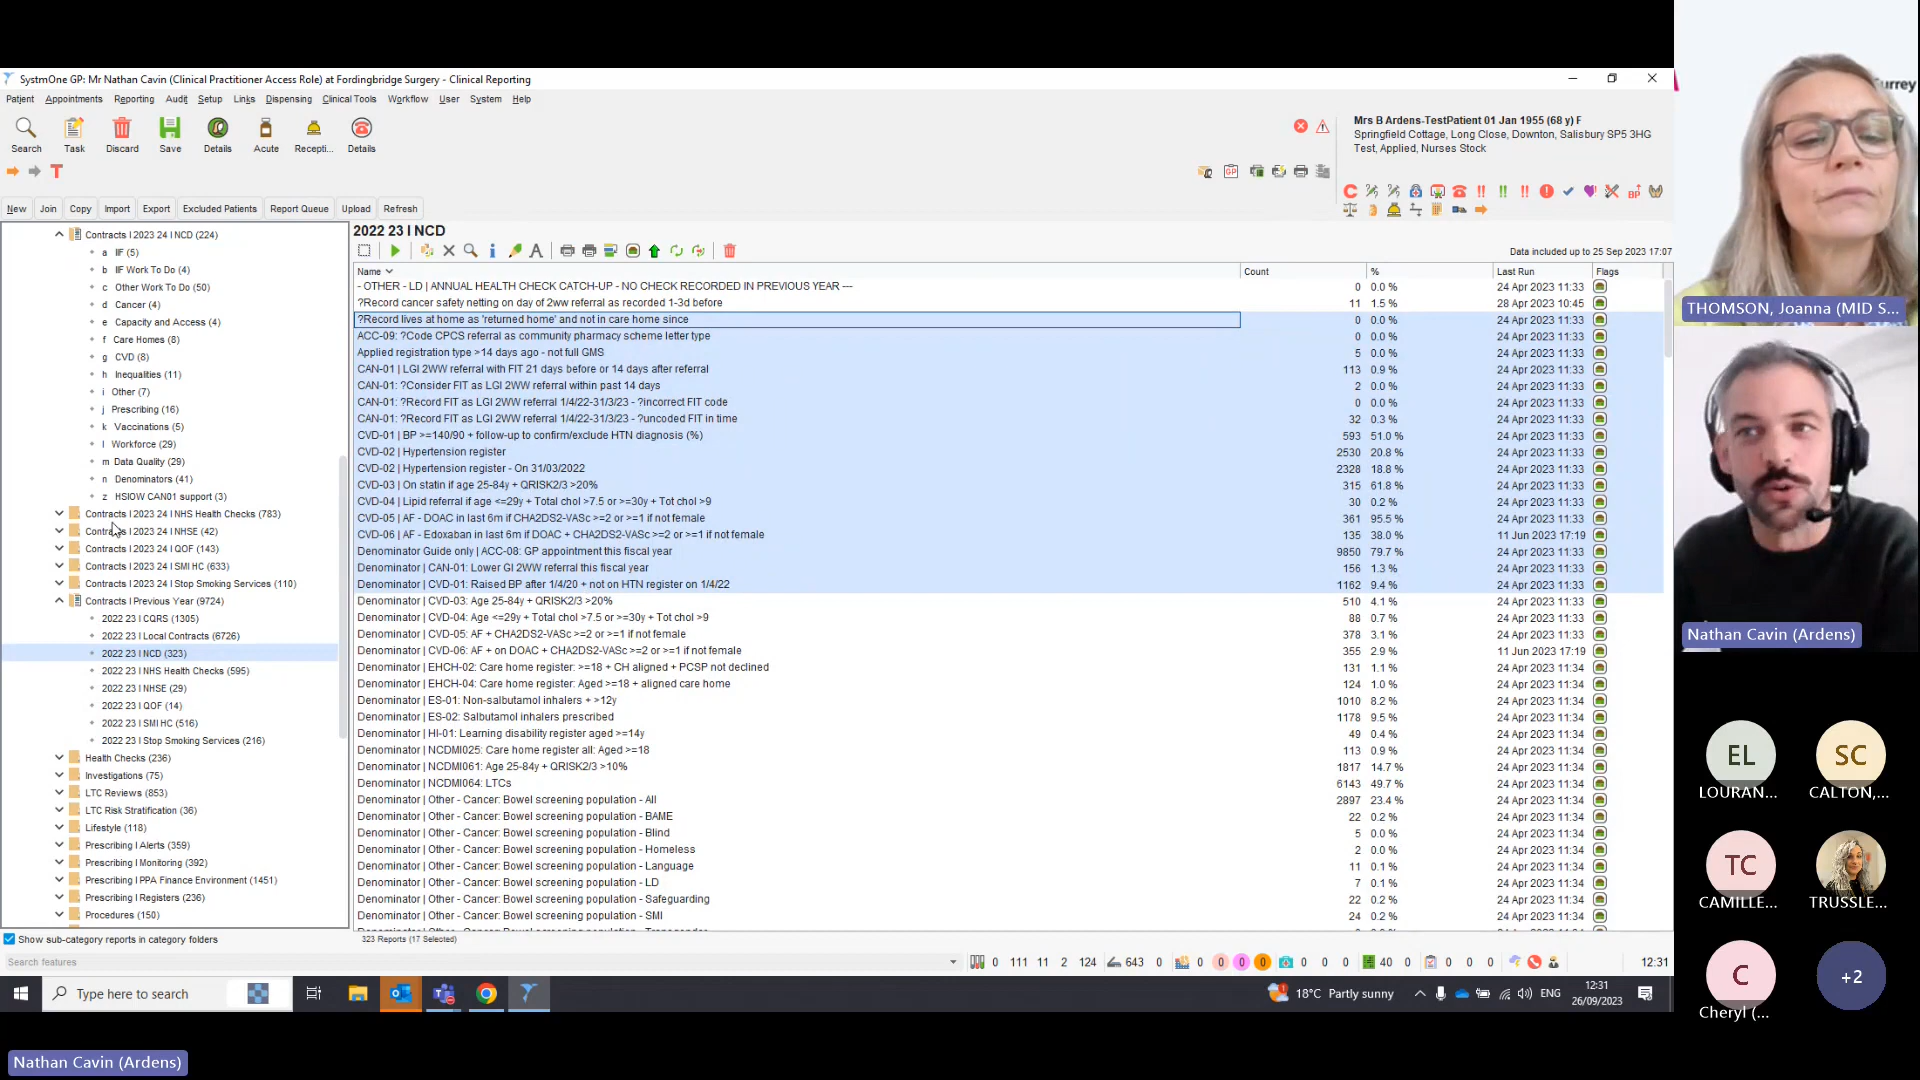 SystmOne GP: Mr Nathan Cavin (Clinical Practitioner Access Role) at Fordingbridge Surgery - Clinical Reporting
Patient Appointments Reporting Audit Setup Links Dispensing Clinical Tools Workflow User System Help
Search Task Discard Save Details Acute Recepti... Details
Mrs B Ardens-TestPatient 01 Jan 1955 (68 y) F
Springfield Cottage, Long Close, Downton, Salisbury SP5 3HG
Test, Applied, Nurses Stock
New Join Copy Import Export Excluded Patients Report Queue Upload Refresh
Contracts I 2023 24 I NCD (224)
a IIF (5)
b IIF Work To Do (4)
c Other Work To Do (50)
d Cancer (4)
e Capacity and Access (4)
f Care Homes (8)
g CVD (8)
h Inequalities (11)
i Other (7)
j Prescribing (16)
k Vaccinations (5)
l Workforce (29)
m Data Quality (29)
n Denominators (41)
z HSIOW CAN01 support (3)
Contracts I 2023 24 I NHS Health Checks (783)
Contracts I 2023 24 I NHSE (42)
Contracts I 2023 24 I QOF (143)
Contracts I 2023 24 I SMI HC (633)
Contracts I 2023 24 I Stop Smoking Services (110)
Contracts I Previous Year (9724)
2022 23 I CQRS (1305)
2022 23 I Local Contracts (6726)
2022 23 I NCD (323)
2022 23 I NHS Health Checks (595)
2022 23 I NHSE (29)
2022 23 I QOF (14)
2022 23 I SMI HC (516)
2022 23 I Stop Smoking Services (216)
Health Checks (236)
Investigations (75)
LTC Reviews (853)
LTC Risk Stratification (36)
Lifestyle (118)
Prescribing I Alerts (359)
Prescribing I Monitoring (392)
Prescribing I PPA Finance Environment (1451)
Prescribing I Registers (236)
Procedures (150)
Show sub-category reports in category folders
2022 23 I NCD
Data included up to 25 Sep 2023 17:07
Name Count % Last Run Flags
- OTHER - LD | ANNUAL HEALTH CHECK CATCH-UP - NO CHECK RECORDED IN PREVIOUS YEAR --- 0 0.0 % 24 Apr 2023 11:33
?Record cancer safety netting on day of 2ww referral as recorded 1-3d before 11 1.5 % 28 Apr 2023 10:45
?Record lives at home as 'returned home' and not in care home since 0 0.0 % 24 Apr 2023 11:33
ACC-09: ?Code CPCS referral as community pharmacy scheme letter type 0 0.0 % 24 Apr 2023 11:33
Applied registration type >14 days ago - not full GMS 5 0.0 % 24 Apr 2023 11:33
CAN-01 | LGI 2WW referral with FIT 21 days before or 14 days after referral 113 0.9 % 24 Apr 2023 11:33
CAN-01: ?Consider FIT as LGI 2WW referral within past 14 days 2 0.0 % 24 Apr 2023 11:33
CAN-01: ?Record FIT as LGI 2WW referral 1/4/22-31/3/23 - ?incorrect FIT code 0 0.0 % 24 Apr 2023 11:33
CAN-01: ?Record FIT as LGI 2WW referral 1/4/22-31/3/23 - ?uncoded FIT in time 32 0.3 % 24 Apr 2023 11:33
CVD-01 | BP >=140/90 + follow-up to confirm/exclude HTN diagnosis (%) 593 51.0 % 24 Apr 2023 11:33
CVD-02 | Hypertension register 2530 20.8 % 24 Apr 2023 11:33
CVD-02 | Hypertension register - On 31/03/2022 2328 18.8 % 24 Apr 2023 11:33
CVD-03 | On statin if age 25-84y + QRISK2/3 >20% 315 61.8 % 24 Apr 2023 11:33
CVD-04 | Lipid referral if age <=29y + Total chol >7.5 or >=30y + Tot chol >9 30 0.2 % 24 Apr 2023 11:33
CVD-05 | AF - DOAC in last 6m if CHA2DS2-VASc >=2 or >=1 if not female 361 95.5 % 24 Apr 2023 11:33
CVD-06 | AF - Edoxaban in last 6m if DOAC + CHA2DS2-VASc >=2 or >=1 if not female 135 38.0 % 11 Jun 2023 17:19
Denominator Guide only | ACC-08: GP appointment this fiscal year 9850 79.7 % 24 Apr 2023 11:33
Denominator | CAN-01: Lower GI 2WW referral this fiscal year 156 1.3 % 24 Apr 2023 11:33
Denominator | CVD-01: Raised BP after 1/4/20 + not on HTN register on 1/4/22 1162 9.4 % 24 Apr 2023 11:33
Denominator | CVD-03: Age 25-84y + QRISK2/3 >20% 510 4.1 % 24 Apr 2023 11:33
Denominator | CVD-04: Age <=29y + Total chol >7.5 or >=30y + Tot chol >9 88 0.7 % 24 Apr 2023 11:33
Denominator | CVD-05: AF + CHA2DS2-VASc >=2 or >=1 if not female 378 3.1 % 24 Apr 2023 11:33
Denominator | CVD-06: AF + on DOAC + CHA2DS2-VASc >=2 or >=1 if not female 355 2.9 % 11 Jun 2023 17:19
Denominator | EHCH-02: Care home register: >=18 + CH aligned + PCSP not declined 131 1.1 % 24 Apr 2023 11:34
Denominator | EHCH-04: Care home register: Aged >=18 + aligned care home 124 1.0 % 24 Apr 2023 11:34
Denominator | ES-01: Non-salbutamol inhalers + >12y 1010 8.2 % 24 Apr 2023 11:34
Denominator | ES-02: Salbutamol inhalers prescribed 1178 9.5 % 24 Apr 2023 11:34
Denominator | HI-01: Learning disability register aged >=14y 49 0.4 % 24 Apr 2023 11:34
Denominator | NCDMI025: Care home register all: Aged >=18 113 0.9 % 24 Apr 2023 11:34
Denominator | NCDMI061: Age 25-84y + QRISK2/3 >10% 1817 14.7 % 24 Apr 2023 11:34
Denominator | NCDMI064: LTCs 6143 49.7 % 24 Apr 2023 11:34
Denominator | Other - Cancer: Bowel screening population - All 2897 23.4 % 24 Apr 2023 11:34
Denominator | Other - Cancer: Bowel screening population - BAME 22 0.2 % 24 Apr 2023 11:34
Denominator | Other - Cancer: Bowel screening population - Blind 5 0.0 % 24 Apr 2023 11:34
Denominator | Other - Cancer: Bowel screening population - Homeless 2 0.0 % 24 Apr 2023 11:34
Denominator | Other - Cancer: Bowel screening population - Language 11 0.1 % 24 Apr 2023 11:34
Denominator | Other - Cancer: Bowel screening population - LD 7 0.1 % 24 Apr 2023 11:34
Denominator | Other - Cancer: Bowel screening population - Safeguarding 22 0.2 % 24 Apr 2023 11:34
Denominator | Other - Cancer: Bowel screening population - SMI 24 0.2 % 24 Apr 2023 11:34
323 Reports (17 Selected)
Search features
0 111 11 2 124 643 0 0 0 0 0 0 0 0 40 0 0 0 0 12:31
Type here to search
18°C Partly sunny ENG 12:31
26/09/2023
Nathan Cavin (Ardens)
urrey
THOMSON, Joanna (MID S...
Nathan Cavin (Ardens)
EL SC
LOURAN... CALTON,...
TC
CAMILLE... TRUSSLE...
C +2
Cheryl (...